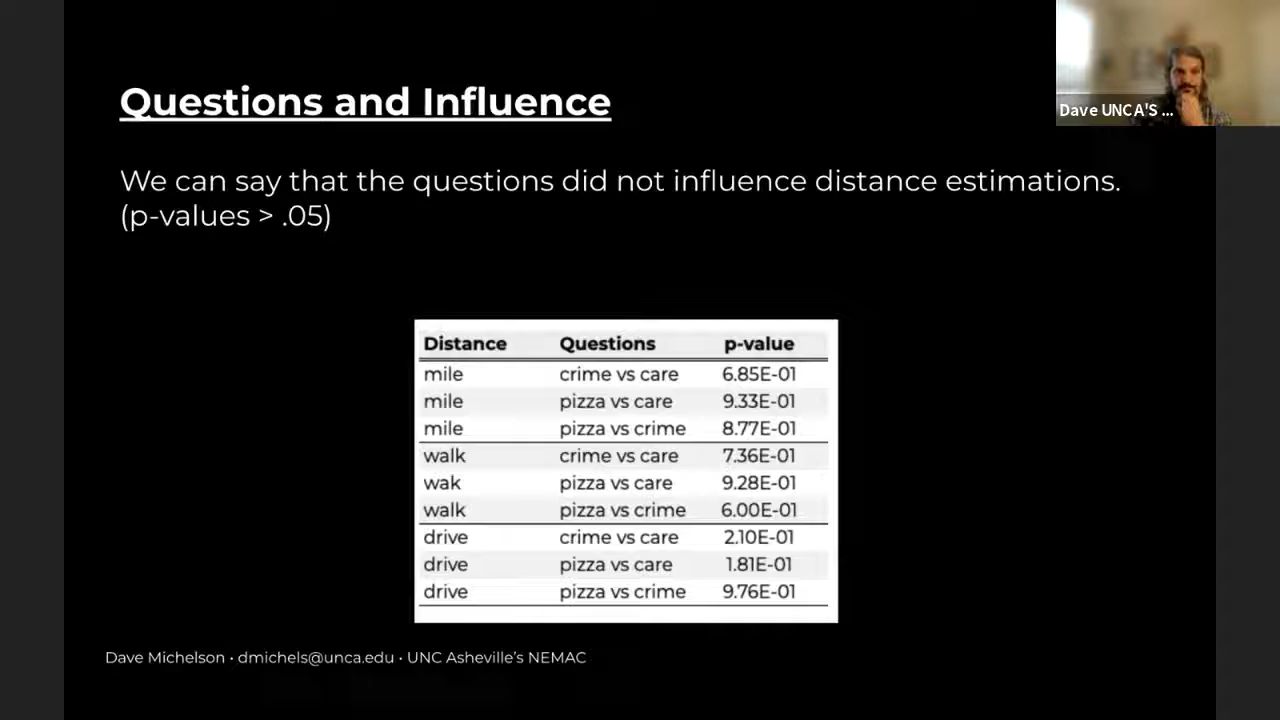 Questions and Influence
Dave UNCA'S ...
We can say that the questions did not influence distance estimations.
(p-values > .05)
Distance Questions p-value
mile crime vs care 6.85E-01
mile pizza vs care 9.33E-01
mile pizza vs crime 8.77E-01
walk crime vs care 7.36E-01
wak pizza vs care 9.28E-01
walk pizza vs crime 6.00E-01
drive crime vs care 2.10E-01
drive pizza vs care 1.81E-01
drive pizza vs crime 9.76E-01
Dave Michelson • dmichels@unca.edu • UNC Asheville’s NEMAC